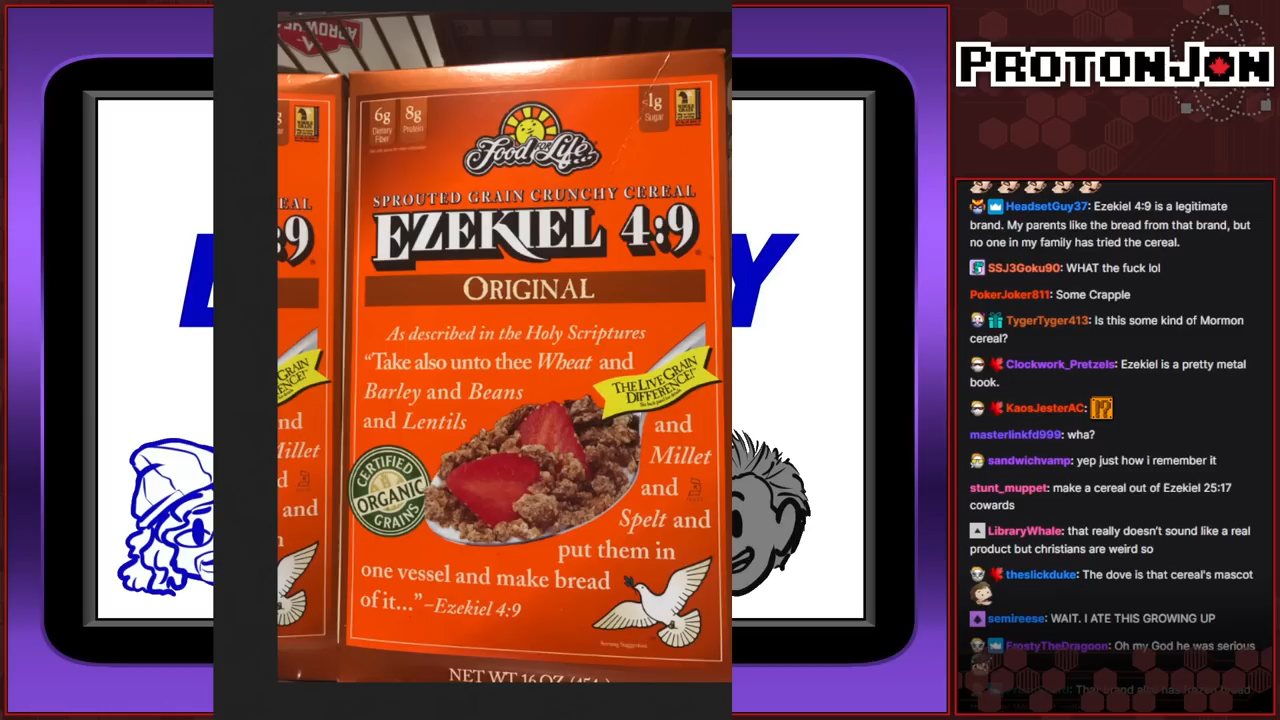 PROTONJON
6g
Dietary
Fiber
8g
Protein
<1g
Sugar
Food FOR Life
SPROUTED GRAIN CRUNCHY CEREAL
EZEKIEL 4:9
ORIGINAL
As described in the Holy Scriptures
“Take also unto thee Wheat and
Barley and Beans
and Lentils
THE LIVE GRAIN
DIFFERENCE!
and
Millet
and
Spelt and
put them in
one vessel and make bread
of it...” –Ezekiel 4:9
CERTIFIED
ORGANIC
GRAINS
Serving Suggestion
NET WT 16 OZ
EAL
:9
Millet
and
Y
HeadsetGuy37: Ezekiel 4:9 is a legitimate
brand. My parents like the bread from that brand, but
no one in my family has tried the cereal.
SSJ3Goku90: WHAT the fuck lol
PokerJoker811: Some Crapple
TygerTyger413: Is this some kind of Mormon
cereal?
Clockwork_Pretzels: Ezekiel is a pretty metal
book.
KaosJesterAC: !?
masterlinkfd999: wha?
sandwichvamp: yep just how i remember it
stunt_muppet: make a cereal out of Ezekiel 25:17
cowards
LibraryWhale: that really doesn't sound like a real
product but christians are weird so
theslickduke: The dove is that cereal's mascot
semireese: WAIT. I ATE THIS GROWING UP
FrostyTheDragoon: Oh my God he was serious